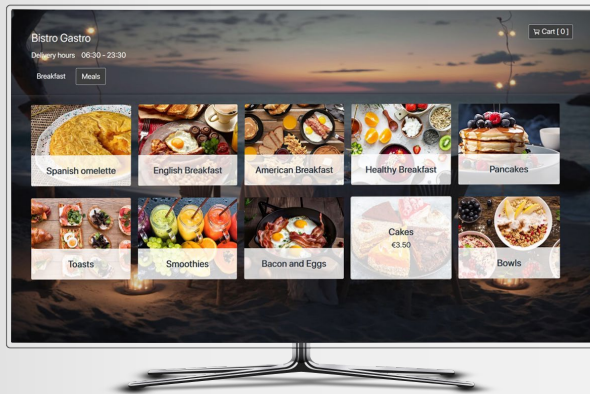 Bistro Gastro
Cart [ 0 ]
Delivery hours 06:30 - 23:30
Breakfast Meals
Spanish omelette
English Breakfast
American Breakfast
Healthy Breakfast
Pancakes
Toasts
Smoothies
Bacon and Eggs
Cakes
€3.50
Bowls